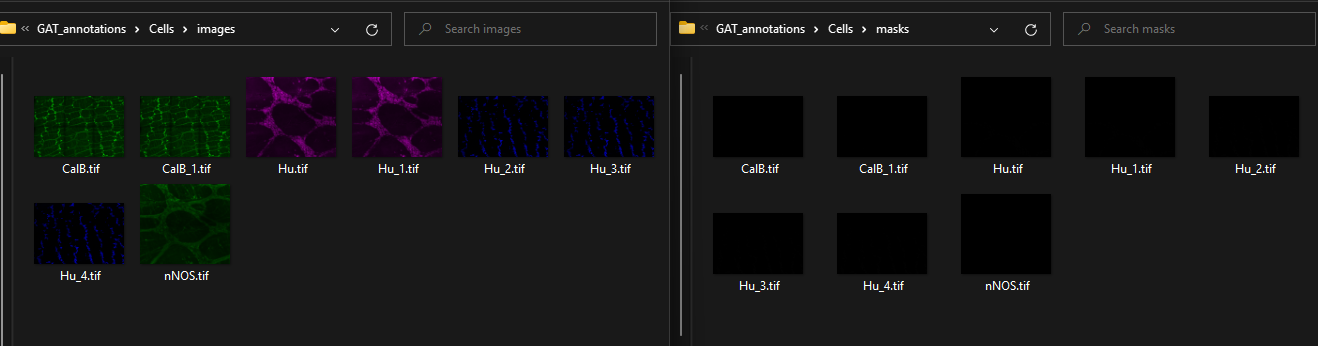 « GAT_annotations > Cells > images
Search images
CalB.tif CalB_1.tif Hu.tif Hu_1.tif Hu_2.tif Hu_3.tif
Hu_4.tif nNOS.tif
« GAT_annotations > Cells > masks
Search masks
CalB.tif CalB_1.tif Hu.tif Hu_1.tif Hu_2.tif
Hu_3.tif Hu_4.tif nNOS.tif